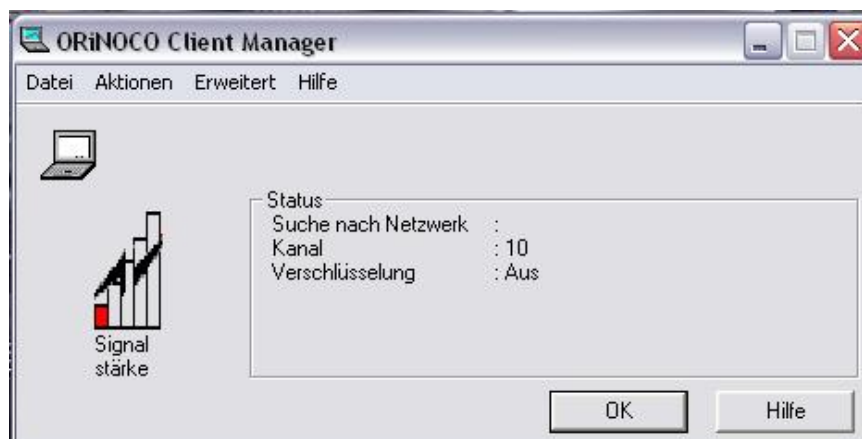 ORiNOCO Client Manager
Datei Aktionen Erweitert Hilfe
Status
Suche nach Netzwerk :
Kanal : 10
Verschlüsselung : Aus
Signal
stärke
OK Hilfe